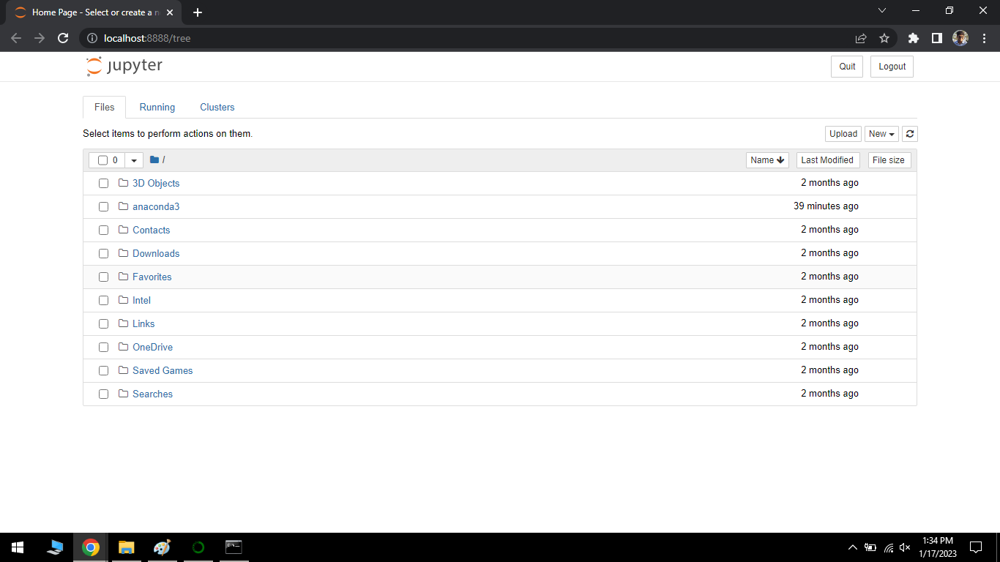 Home Page - Select or create a n
localhost:8888/tree
jupyter
Quit Logout
Files Running Clusters
Select items to perform actions on them.
Upload New
0 / Name Last Modified File size
3D Objects 2 months ago
anaconda3 39 minutes ago
Contacts 2 months ago
Downloads 2 months ago
Favorites 2 months ago
Intel 2 months ago
Links 2 months ago
OneDrive 2 months ago
Saved Games 2 months ago
Searches 2 months ago
1:34 PM
1/17/2023